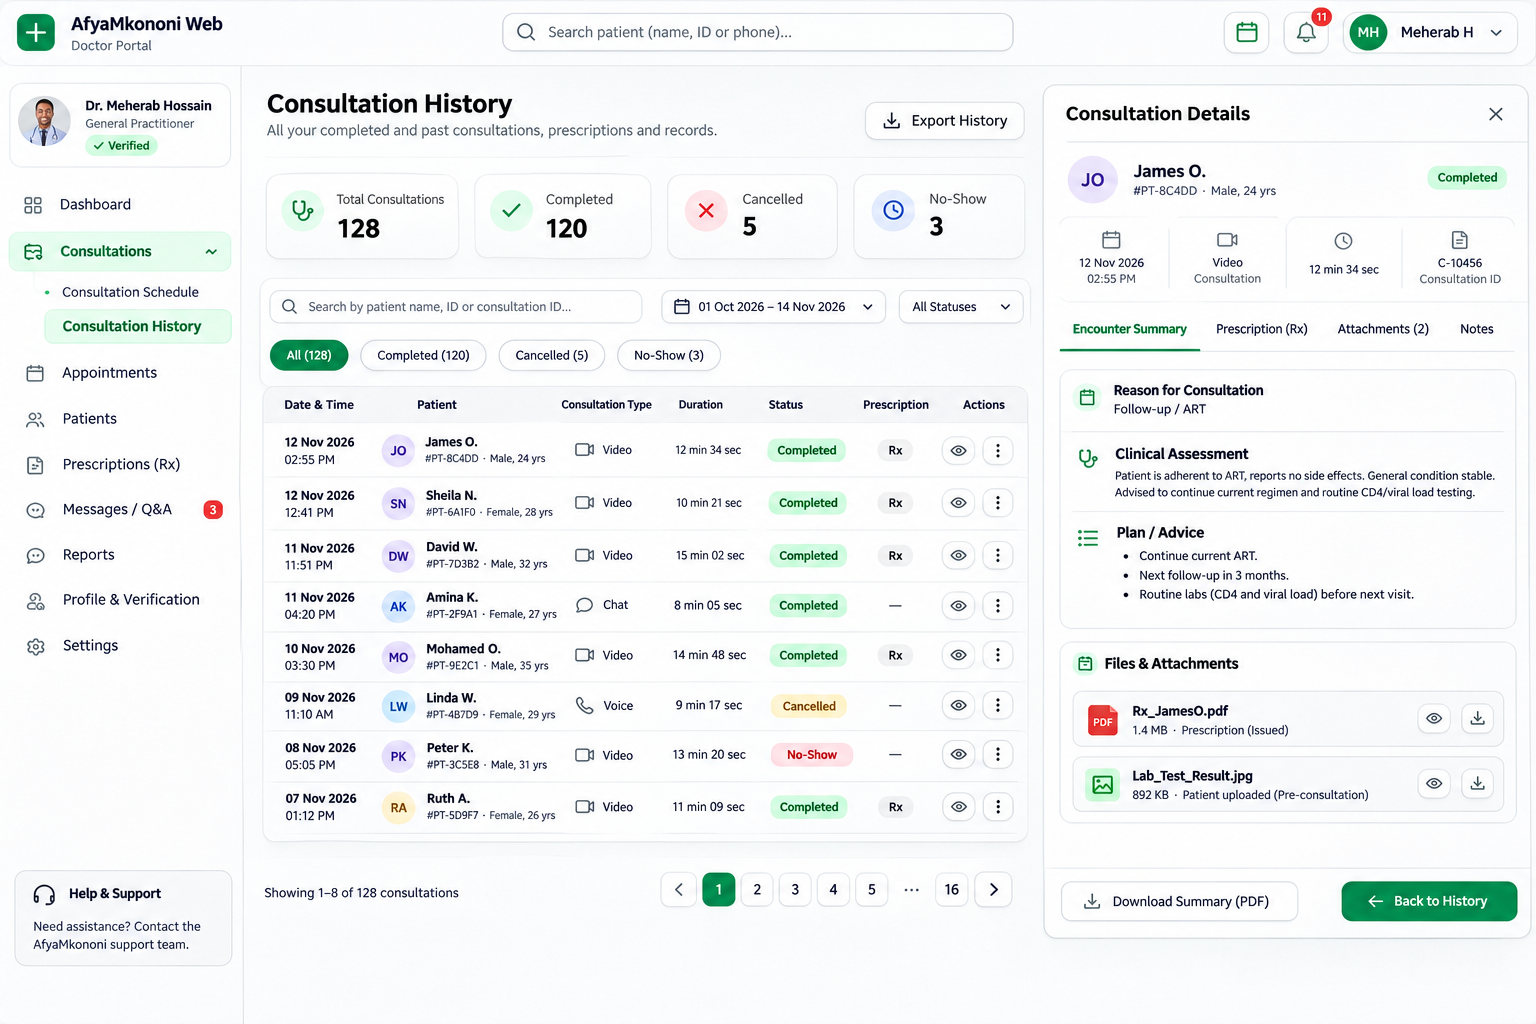 AfyaMkononi Web
Doctor Portal
Search patient (name, ID or phone)...
11
MH
Meherab H
Dr. Meherab Hossain
General Practitioner
Verified
Dashboard
Consultations
Consultation Schedule
Consultation History
Appointments
Patients
Prescriptions (Rx)
Messages / Q&A
3
Reports
Profile & Verification
Settings
Help & Support
Need assistance? Contact the
AfyaMkononi support team.
Consultation History
All your completed and past consultations, prescriptions and records.
Export History
Total Consultations
128
Completed
120
Cancelled
5
No-Show
3
Search by patient name, ID or consultation ID...
01 Oct 2026 – 14 Nov 2026
All Statuses
All (128)
Completed (120)
Cancelled (5)
No-Show (3)
Date & Time Patient Consultation Type Duration Status Prescription Actions
12 Nov 2026
02:55 PM
JO
James O.
#PT-8C4DD · Male, 24 yrs
Video
12 min 34 sec
Completed
Rx
12 Nov 2026
12:41 PM
SN
Sheila N.
#PT-6A1F0 · Female, 28 yrs
Video
10 min 21 sec
Completed
Rx
11 Nov 2026
11:51 PM
DW
David W.
#PT-7D3B2 · Male, 32 yrs
Video
15 min 02 sec
Completed
Rx
11 Nov 2026
04:20 PM
AK
Amina K.
#PT-2F9A1 · Female, 27 yrs
Chat
8 min 05 sec
Completed
—
10 Nov 2026
03:30 PM
MO
Mohamed O.
#PT-9E2C1 · Male, 35 yrs
Video
14 min 48 sec
Completed
Rx
09 Nov 2026
11:10 AM
LW
Linda W.
#PT-4B7D9 · Female, 29 yrs
Voice
9 min 17 sec
Cancelled
—
08 Nov 2026
05:05 PM
PK
Peter K.
#PT-3C5E8 · Male, 31 yrs
Video
13 min 20 sec
No-Show
—
07 Nov 2026
01:12 PM
RA
Ruth A.
#PT-5D9F7 · Female, 26 yrs
Video
11 min 09 sec
Completed
Rx
Showing 1–8 of 128 consultations
1 2 3 4 5 ... 16
Consultation Details
JO
James O.
#PT-8C4DD · Male, 24 yrs
Completed
12 Nov 2026
02:55 PM
Video
Consultation
12 min 34 sec
C-10456
Consultation ID
Encounter Summary
Prescription (Rx)
Attachments (2)
Notes
Reason for Consultation
Follow-up / ART
Clinical Assessment
Patient is adherent to ART, reports no side effects. General condition stable.
Advised to continue current regimen and routine CD4/viral load testing.
Plan / Advice
• Continue current ART.
• Next follow-up in 3 months.
• Routine labs (CD4 and viral load) before next visit.
Files & Attachments
PDF
Rx_JamesO.pdf
1.4 MB · Prescription (Issued)
Lab_Test_Result.jpg
892 KB · Patient uploaded (Pre-consultation)
Download Summary (PDF)
Back to History